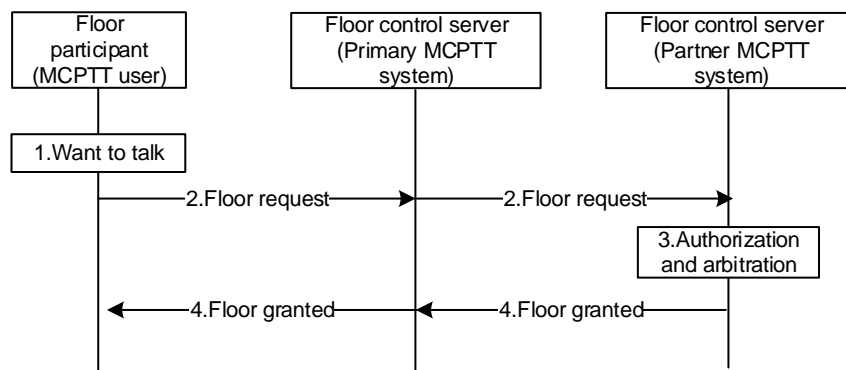 Floor
participant
(MCPTT user)
Floor control server
(Primary MCPTT
system)
Floor control server
(Partner MCPTT
system)
1.Want to talk
2.Floor request
2.Floor request
3.Authorization
and arbitration
4.Floor granted
4.Floor granted